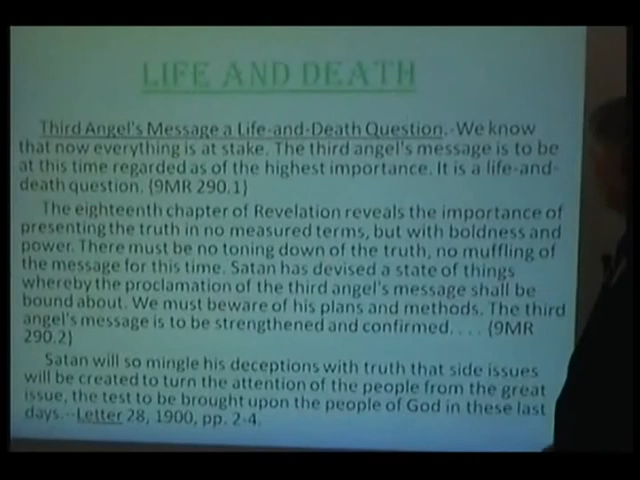 LIFE AND DEATH
Third Angel's Message a Life-and-Death Question.-We know
that now everything is at stake. The third angel's message is to be
at this time regarded as of the highest importance. It is a life-and-
death question. {9MR 290.1}
The eighteenth chapter of Revelation reveals the importance of
presenting the truth in no measured terms, but with boldness and
power. There must be no toning down of the truth, no muffling of
the message for this time. Satan has devised a state of things
whereby the proclamation of the third angel's message shall be
bound about. We must beware of his plans and methods. The third
angel's message is to be strengthened and confirmed. . . . {9MR
290.2}
Satan will so mingle his deceptions with truth that side issues
will be created to turn the attention of the people from the great
issue, the test to be brought upon the people of God in these last
days.--Letter 28, 1900, pp. 2-4.